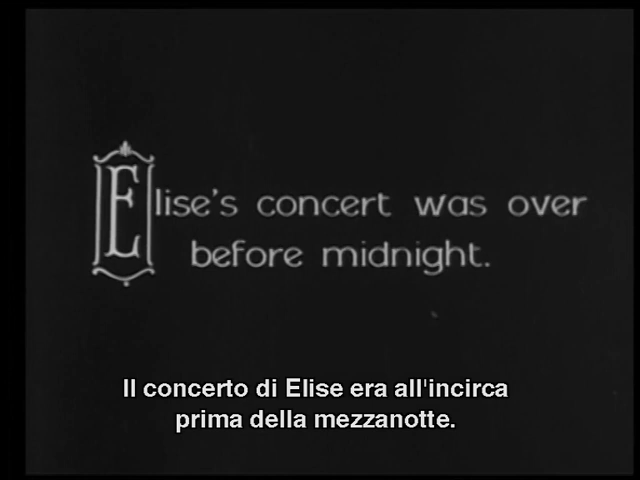 Elise's concert was over
before midnight.
Il concerto di Elise era all'incirca
prima della mezzanotte.